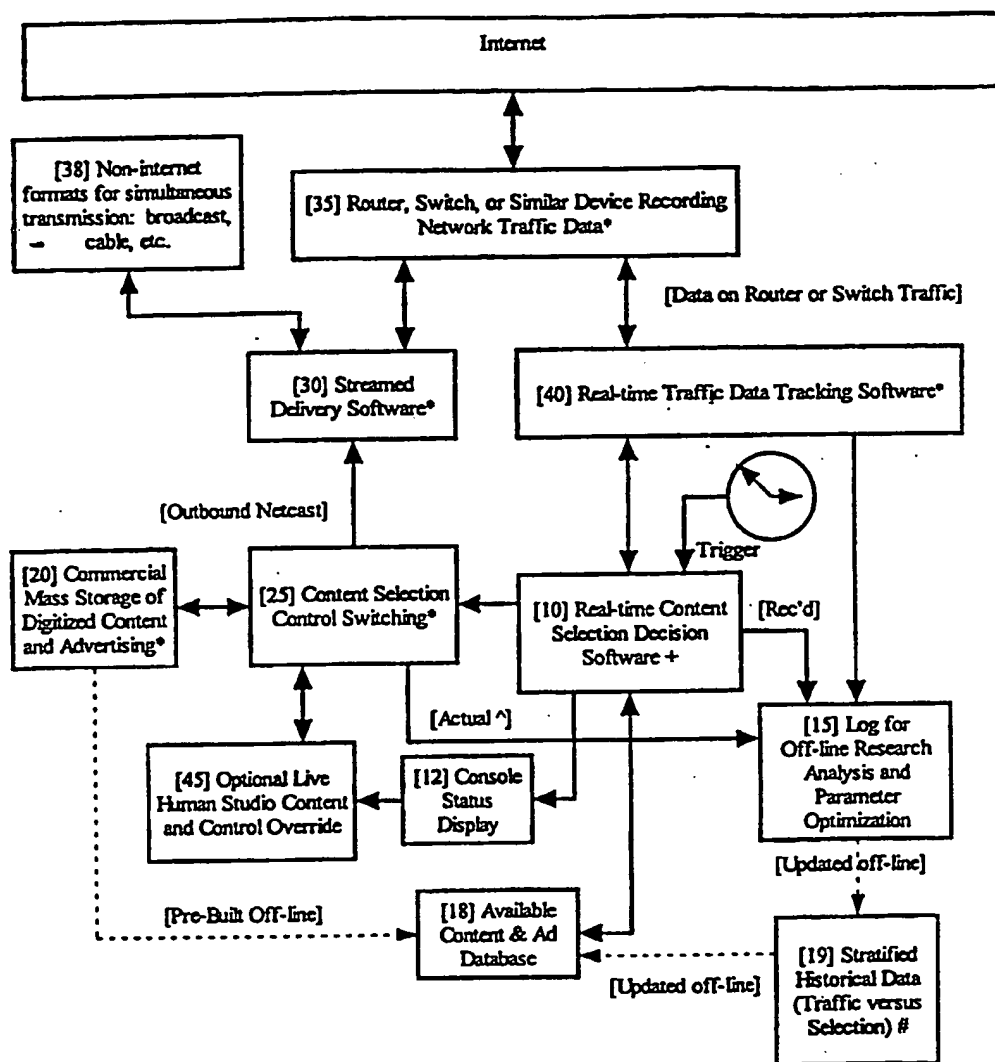 Internet
[38] Non-internet
formats for simultaneous
transmission: broadcast,
cable, etc.
[35] Router, Switch, or Similar Device Recording
Network Traffic Data*
[Data on Router or Switch Traffic]
[30] Streamed
Delivery Software*
[40] Real-time Traffic Data Tracking Software*
[Outbound Netcast]
Trigger
[20] Commercial
Mass Storage of
Digitized Content
and Advertising*
[25] Content Selection
Control Switching*
[10] Real-time Content
Selection Decision
Software +
[Rec'd]
[Actual ^]
[15] Log for
Off-line Research
Analysis and
Parameter
Optimization
[45] Optional Live
Human Studio Content
and Control Override
[12] Console
Status
Display
[Updated off-line]
[Pre-Built Off-line]
[18] Available
Content & Ad
Database
[Updated off-line]
[19] Stratified
Historical Data
(Traffic versus
Selection) #